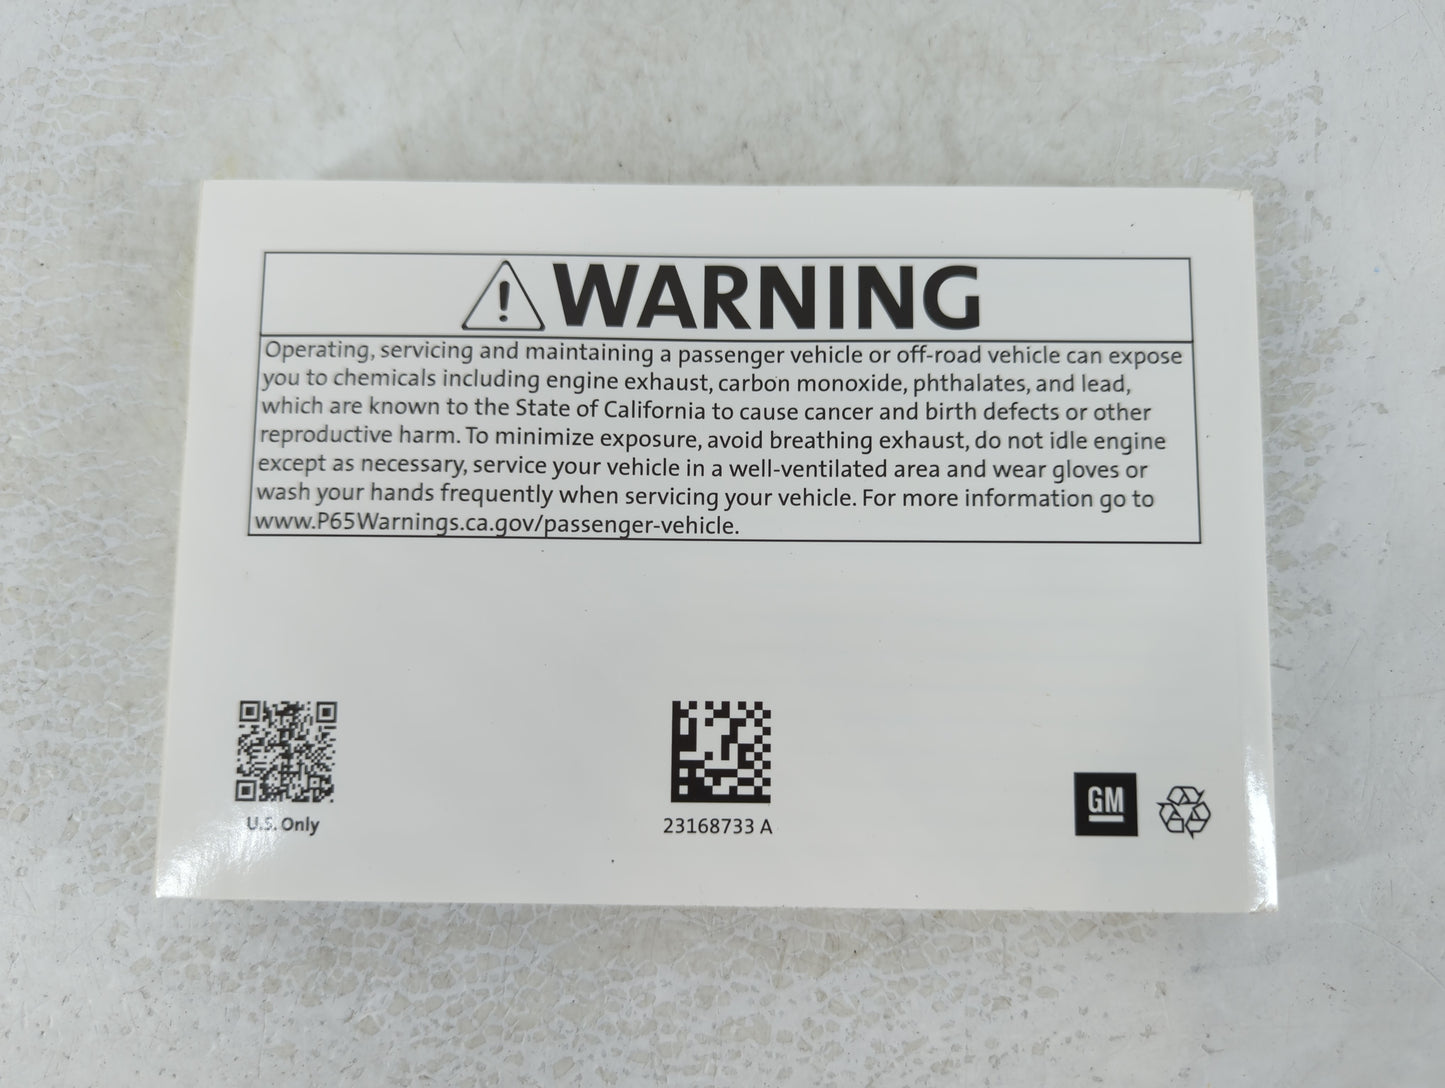 WARNING
Operating, servicing and maintaining a passenger vehicle or off-road vehicle can expose
you to chemicals including engine exhaust, carbon monoxide, phthalates, and lead,
which are known to the State of California to cause cancer and birth defects or other
reproductive harm. To minimize exposure, avoid breathing exhaust, do not idle engine
except as necessary, service your vehicle in a well-ventilated area and wear gloves or
wash your hands frequently when servicing your vehicle. For more information go to
www.P65Warnings.ca.gov/passenger-vehicle.
U.S. Only
23168733 A
GM